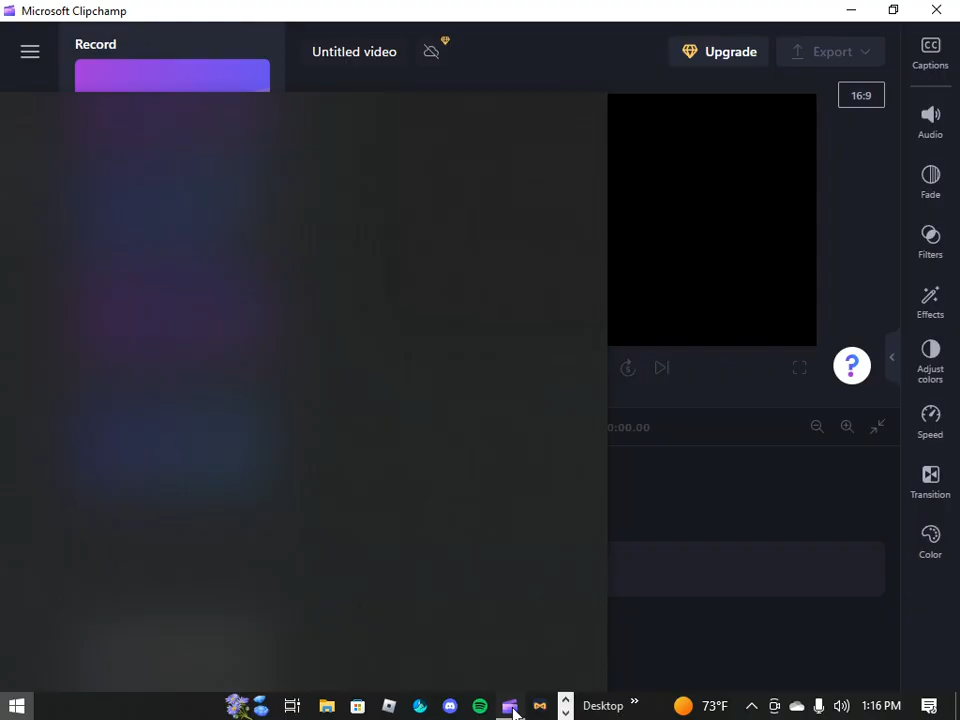 Microsoft Clipchamp
Record
Untitled video
Upgrade
Export
16:9
Captions
Audio
Fade
Filters
Effects
Adjust
colors
Speed
Transition
Color
?
5
0:00.00
Desktop
73°F
1:16 PM